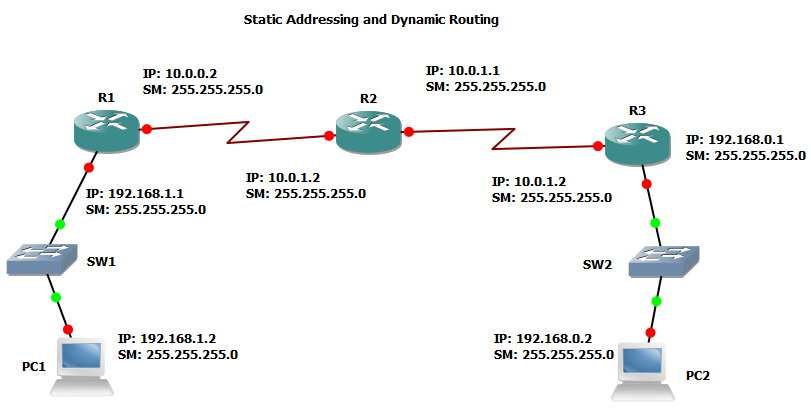 Static Addressing and Dynamic Routing
IP: 10.0.0.2
SM: 255.255.255.0
IP: 10.0.1.1
SM: 255.255.255.0
R1
R2
R3
IP: 192.168.0.1
SM: 255.255.255.0
IP: 10.0.1.2
SM: 255.255.255.0
IP: 10.0.1.2
SM: 255.255.255.0
IP: 192.168.1.1
SM: 255.255.255.0
SW1
SW2
IP: 192.168.1.2
SM: 255.255.255.0
IP: 192.168.0.2
SM: 255.255.255.0
PC1
PC2